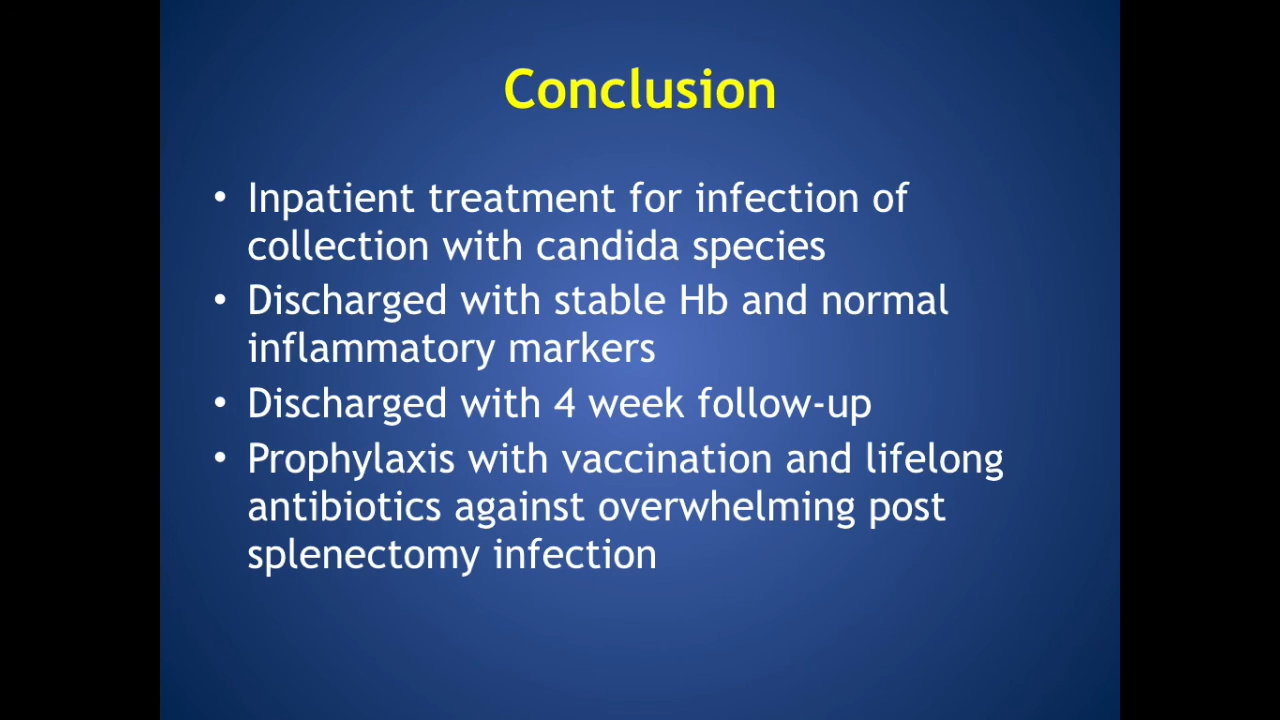 Conclusion
• Inpatient treatment for infection of
collection with candida species
• Discharged with stable Hb and normal
inflammatory markers
• Discharged with 4 week follow-up
• Prophylaxis with vaccination and lifelong
antibiotics against overwhelming post
splenectomy infection